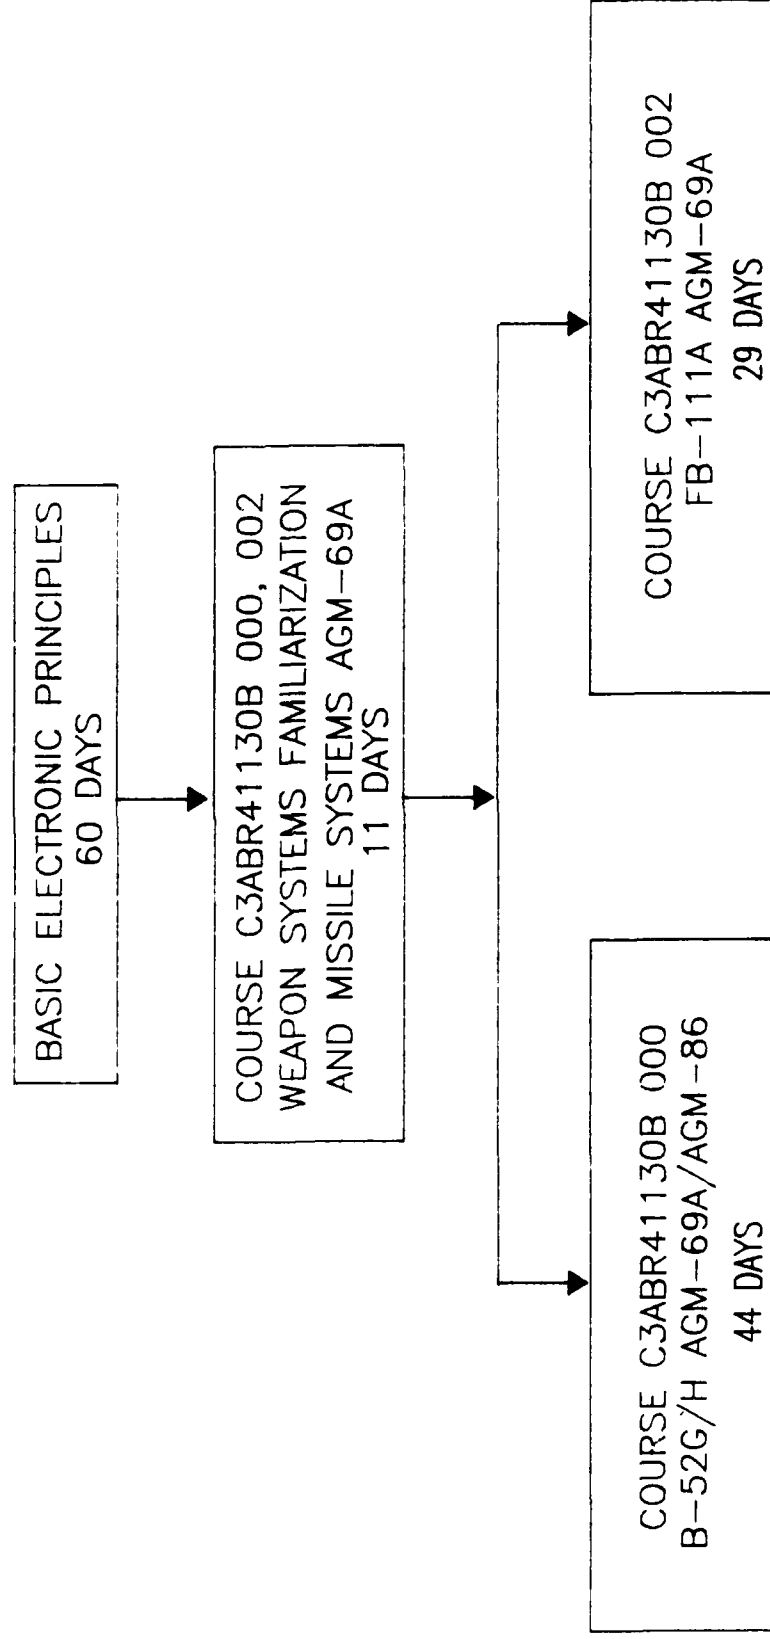 BASIC ELECTRONIC PRINCIPLES
60 DAYS
COURSE C3ABR41130B 000, 002
WEAPON SYSTEMS FAMILIARIZATION
AND MISSILE SYSTEMS AGM-69A
11 DAYS
COURSE C3ABR41130B 000
B-52G/H AGM-69A/AGM-86
44 DAYS
COURSE C3ABR41130B 002
FB-111A AGM-69A
29 DAYS